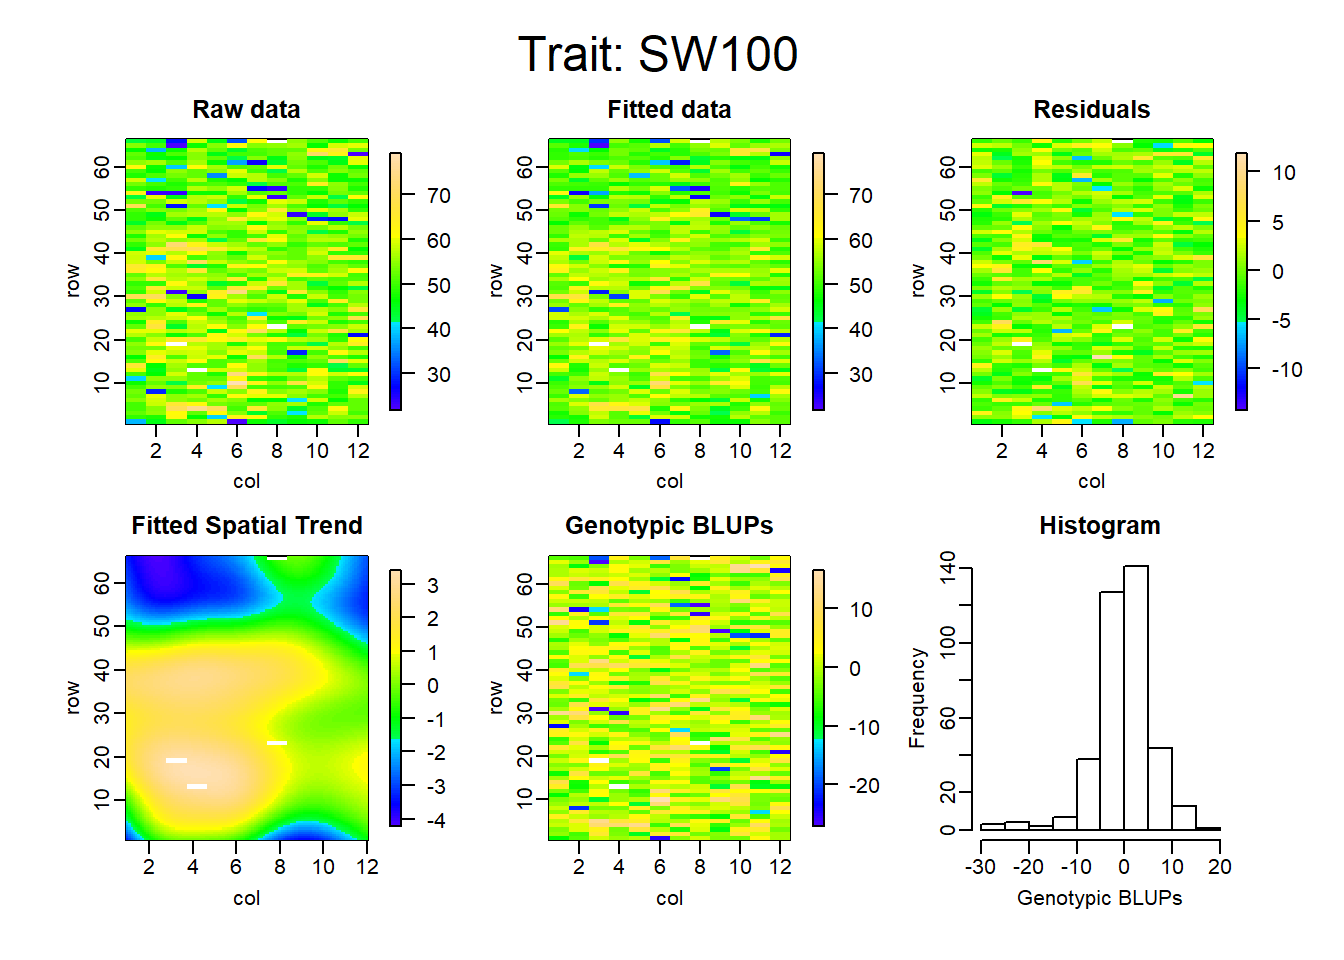 Trait: SW100
Raw data
Fitted data
Residuals
row
10 20 30 40 50 60
2 4 6 8 10 12
col
30 40 50 60 70
row
10 20 30 40 50 60
2 4 6 8 10 12
col
30 40 50 60 70
row
10 20 30 40 50 60
2 4 6 8 10 12
col
-10 -5 0 5 10
Fitted Spatial Trend
Genotypic BLUPs
Histogram
row
10 20 30 40 50 60
2 4 6 8 10 12
col
-4 -3 -2 -1 0 1 2 3
row
10 20 30 40 50 60
2 4 6 8 10 12
col
-20 -10 0 10
Frequency
0 20 60 100 140
-30 -10 0 10 20
Genotypic BLUPs